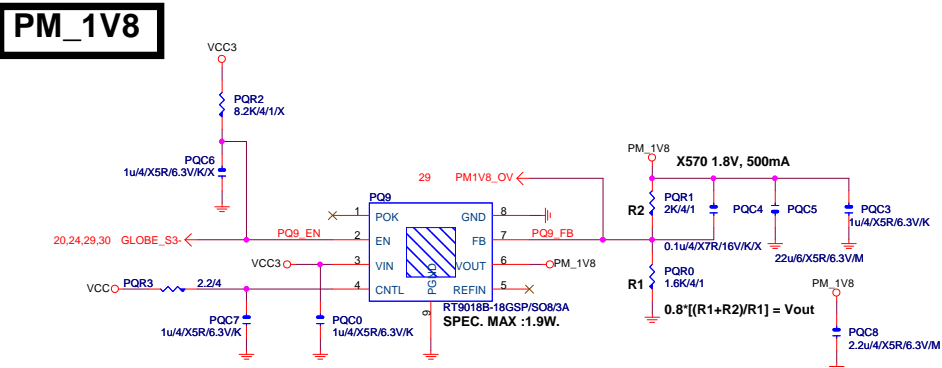 PM_1V8
VCC3
PQR2
8.2K/4/1/X
PQC6
1u/4/X5R/6.3V/K/X
20,24,29,30 GLOBE_S3-
PQ9_EN
VCC3
VCC
PQR3
2.2/4
PQC7
1u/4/X5R/6.3V/K
PQC0
1u/4/X5R/6.3V/K
29 PM1V8_OV
PQ9
1 POK
2 EN
3 VIN
4 CNTL
GND 8
FB 7
VOUT 6
REFIN 5
PGND
9
RT9018B-18GSP/SO8/3A
SPEC. MAX :1.9W.
PQ9_FB
PM_1V8
PM_1V8
X570 1.8V, 500mA
R2
PQR1
2K/4/1
PQC4
0.1u/4/X7R/16V/K/X
PQC5
22u/6/X5R/6.3V/M
PQC3
1u/4/X5R/6.3V/K
R1
PQR0
1.6K/4/1
0.8*[(R1+R2)/R1] = Vout
PM_1V8
PQC8
2.2u/4/X5R/6.3V/M